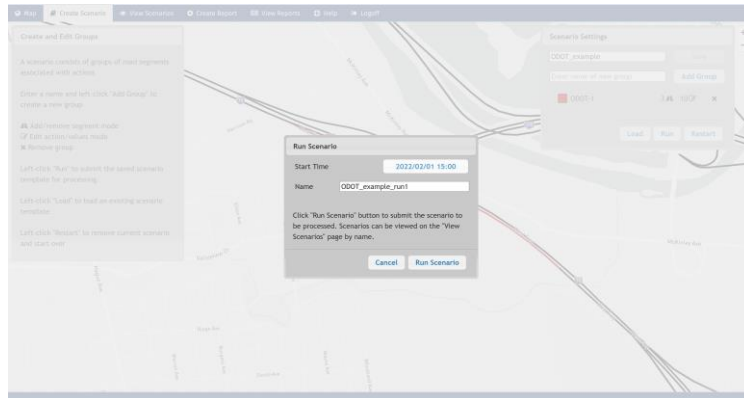 Map Create Scenario View Scenarios Create Report View Reports Help Logoff
Create and Edit Groups
A scenario consists of groups of road segments
associated with actions.
Enter a name and left-click "Add Group" to
create a new group.
Add/remove segment mode
Edit action/values mode
Remove group
Left-click "Run" to submit the saved scenario
template for processing.
Left-click "Load" to load an existing scenario
template.
Left-click "Restart" to remove current scenario
and start over
Scenario Settings
ODOT_example
Enter name of new group
Add Group
ODOT-1
Load Run Restart
Run Scenario
Start Time 2022/02/01 15:00
Name ODOT_example_run1
Click "Run Scenario" button to submit the scenario to
be processed. Scenarios can be viewed on the "View
Scenarios" page by name.
Cancel Run Scenario